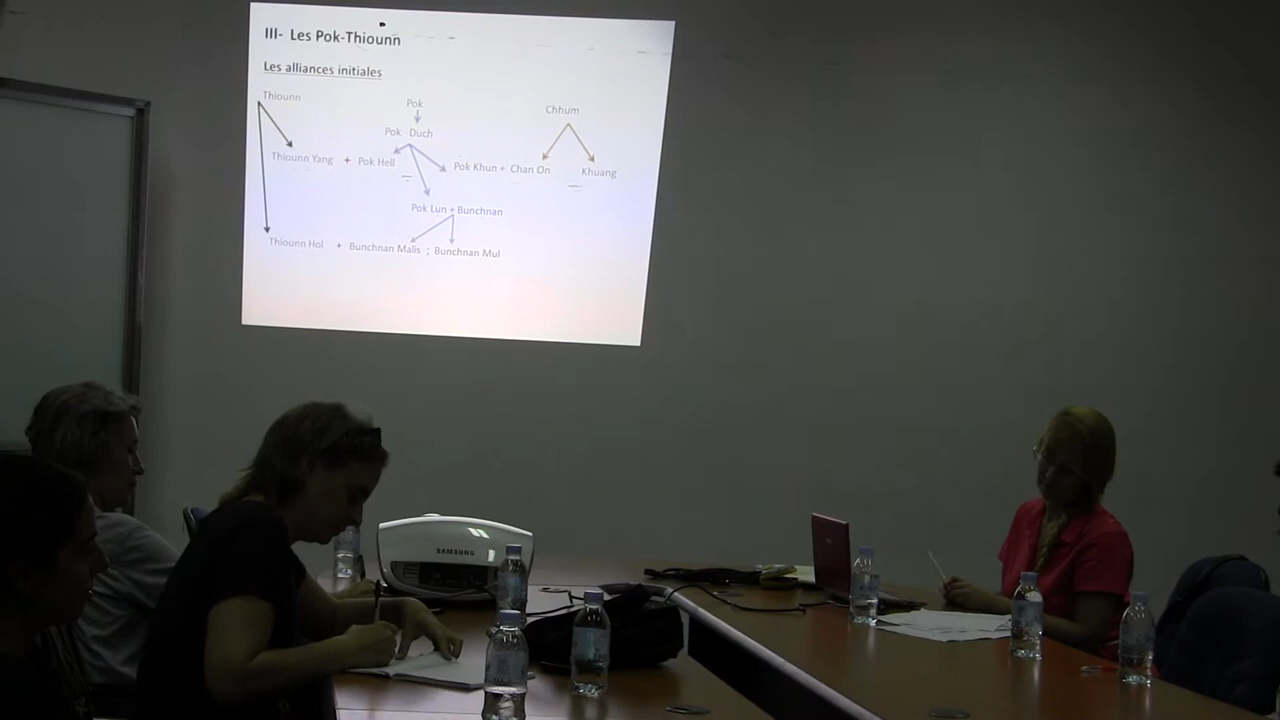 III- Les Pok-Thiounn
Les alliances initiales
Thiounn
Pok
Chhum
Pok Duch
Thiounn Yang + Pok Hell
Pok Khun + Chan On
Khuang
Pok Lun + Bunchnan
Thiounn Hol + Bunchnan Malis ; Bunchnan Mul
SAMSUNG